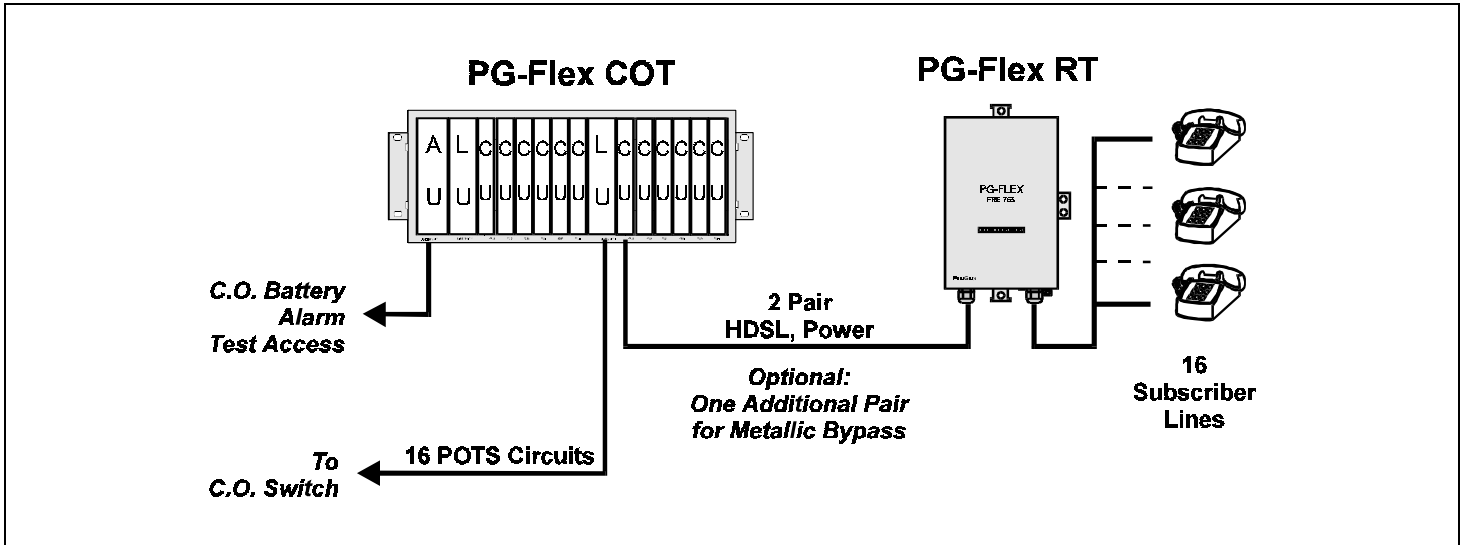 PG-Flex COT
PG-Flex RT
A L C C C C C C L C C C C C C
U U U U U U U U U U U U U U U
PG-FLEX
C.O. Battery
Alarm
Test Access
2 Pair
HDSL, Power
Optional:
One Additional Pair
for Metallic Bypass
16
Subscriber
Lines
To
C.O. Switch
16 POTS Circuits